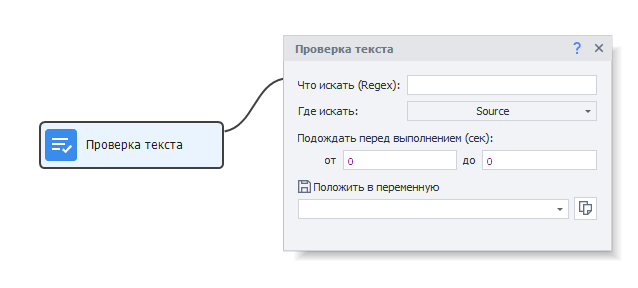 Проверка текста
Проверка текста ?
Что искать (Regex):
Где искать: Source
Подождать перед выполнением (сек):
от 0 до 0
Положить в переменную